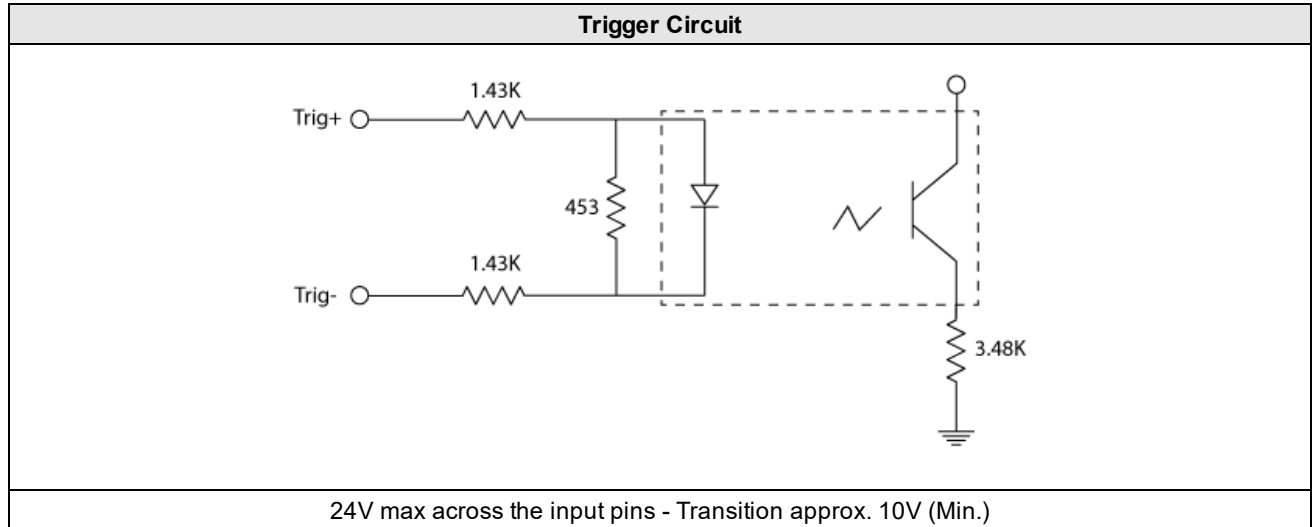 Trigger Circuit
1.43K
Trig+
453
1.43K
Trig-
3.48K
24V max across the input pins - Transition approx. 10V (Min.)